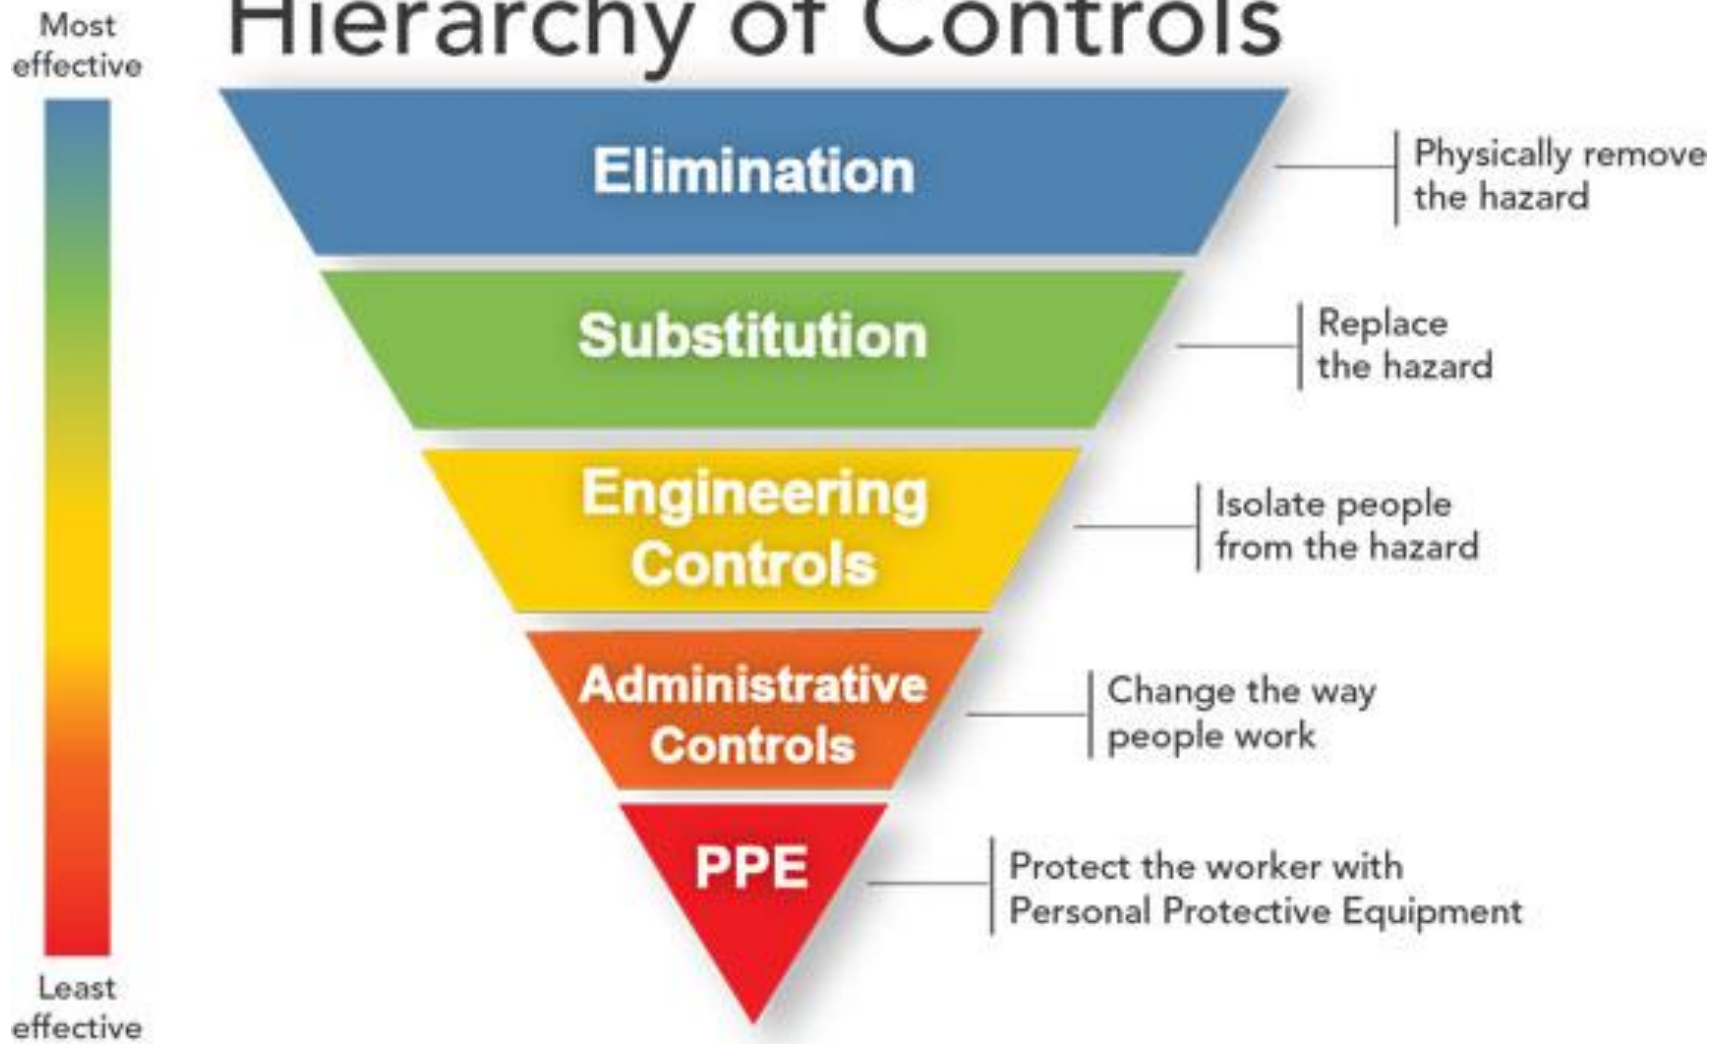 Hierarchy of Controls
Most
effective
Elimination
Physically remove
the hazard
Substitution
Replace
the hazard
Engineering
Controls
Isolate people
from the hazard
Administrative
Controls
Change the way
people work
PPE
Protect the worker with
Personal Protective Equipment
Least
effective